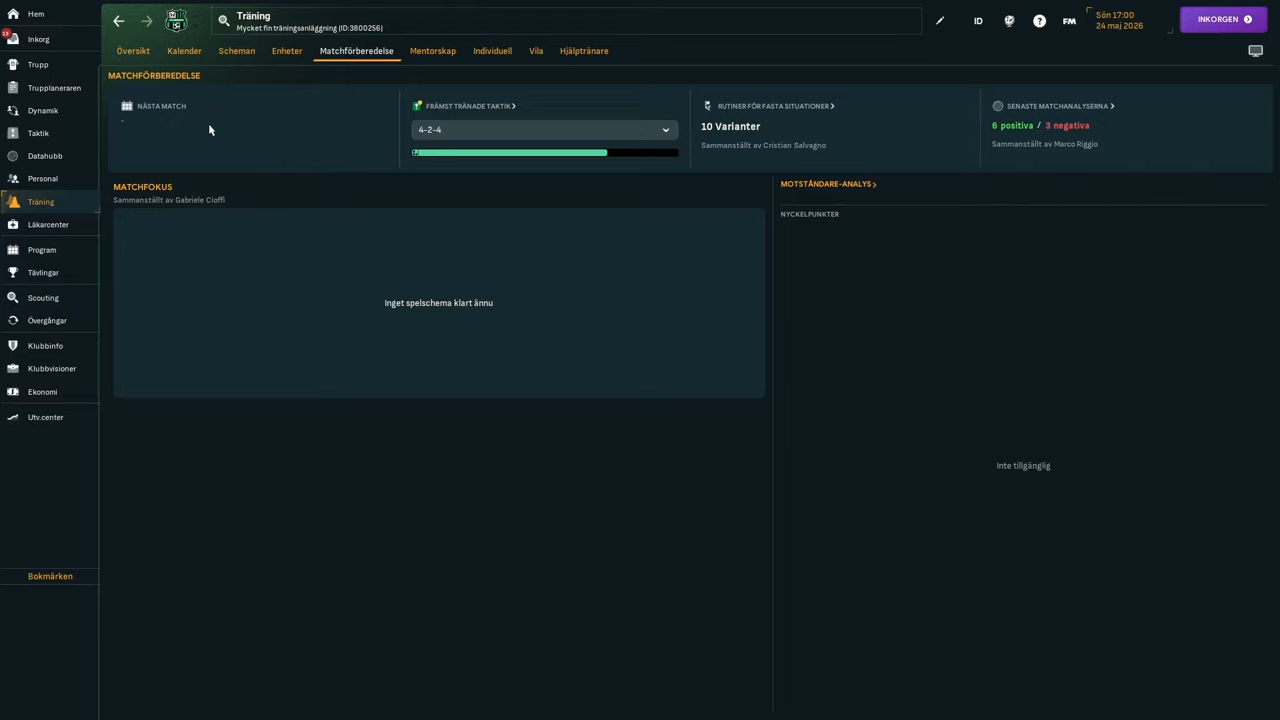 Hem
13
Inkorg
Trupp
Trupplaneraren
Dynamik
Taktik
Datahubb
Personal
Träning
Läkarcenter
Program
Tävlingar
Scouting
Övergångar
Klubbinfo
Klubbvisioner
Ekonomi
Utv.center
Bokmärken
Träning
Mycket fin träningsanläggning (ID:3800256)
ID
FM
Sön 17:00
24 maj 2026
INKORGEN
Översikt Kalender Scheman Enheter Matchförberedelse Mentorskap Individuell Vila Hjälptränare
MATCHFÖRBEREDELSE
NÄSTA MATCH
-
FRÄMST TRÄNADE TAKTIK
4-2-4
RUTINER FÖR FASTA SITUATIONER
10 Varianter
Sammanställt av Cristian Salvagno
SENASTE MATCHANALYSERNA
6 positiva / 3 negativa
Sammanställt av Marco Riggio
MATCHFOKUS
Sammanställt av Gabriele Cioffi
Inget spelschema klart ännu
MOTSTÅNDARE-ANALYS
NYCKELPUNKTER
Inte tillgänglig